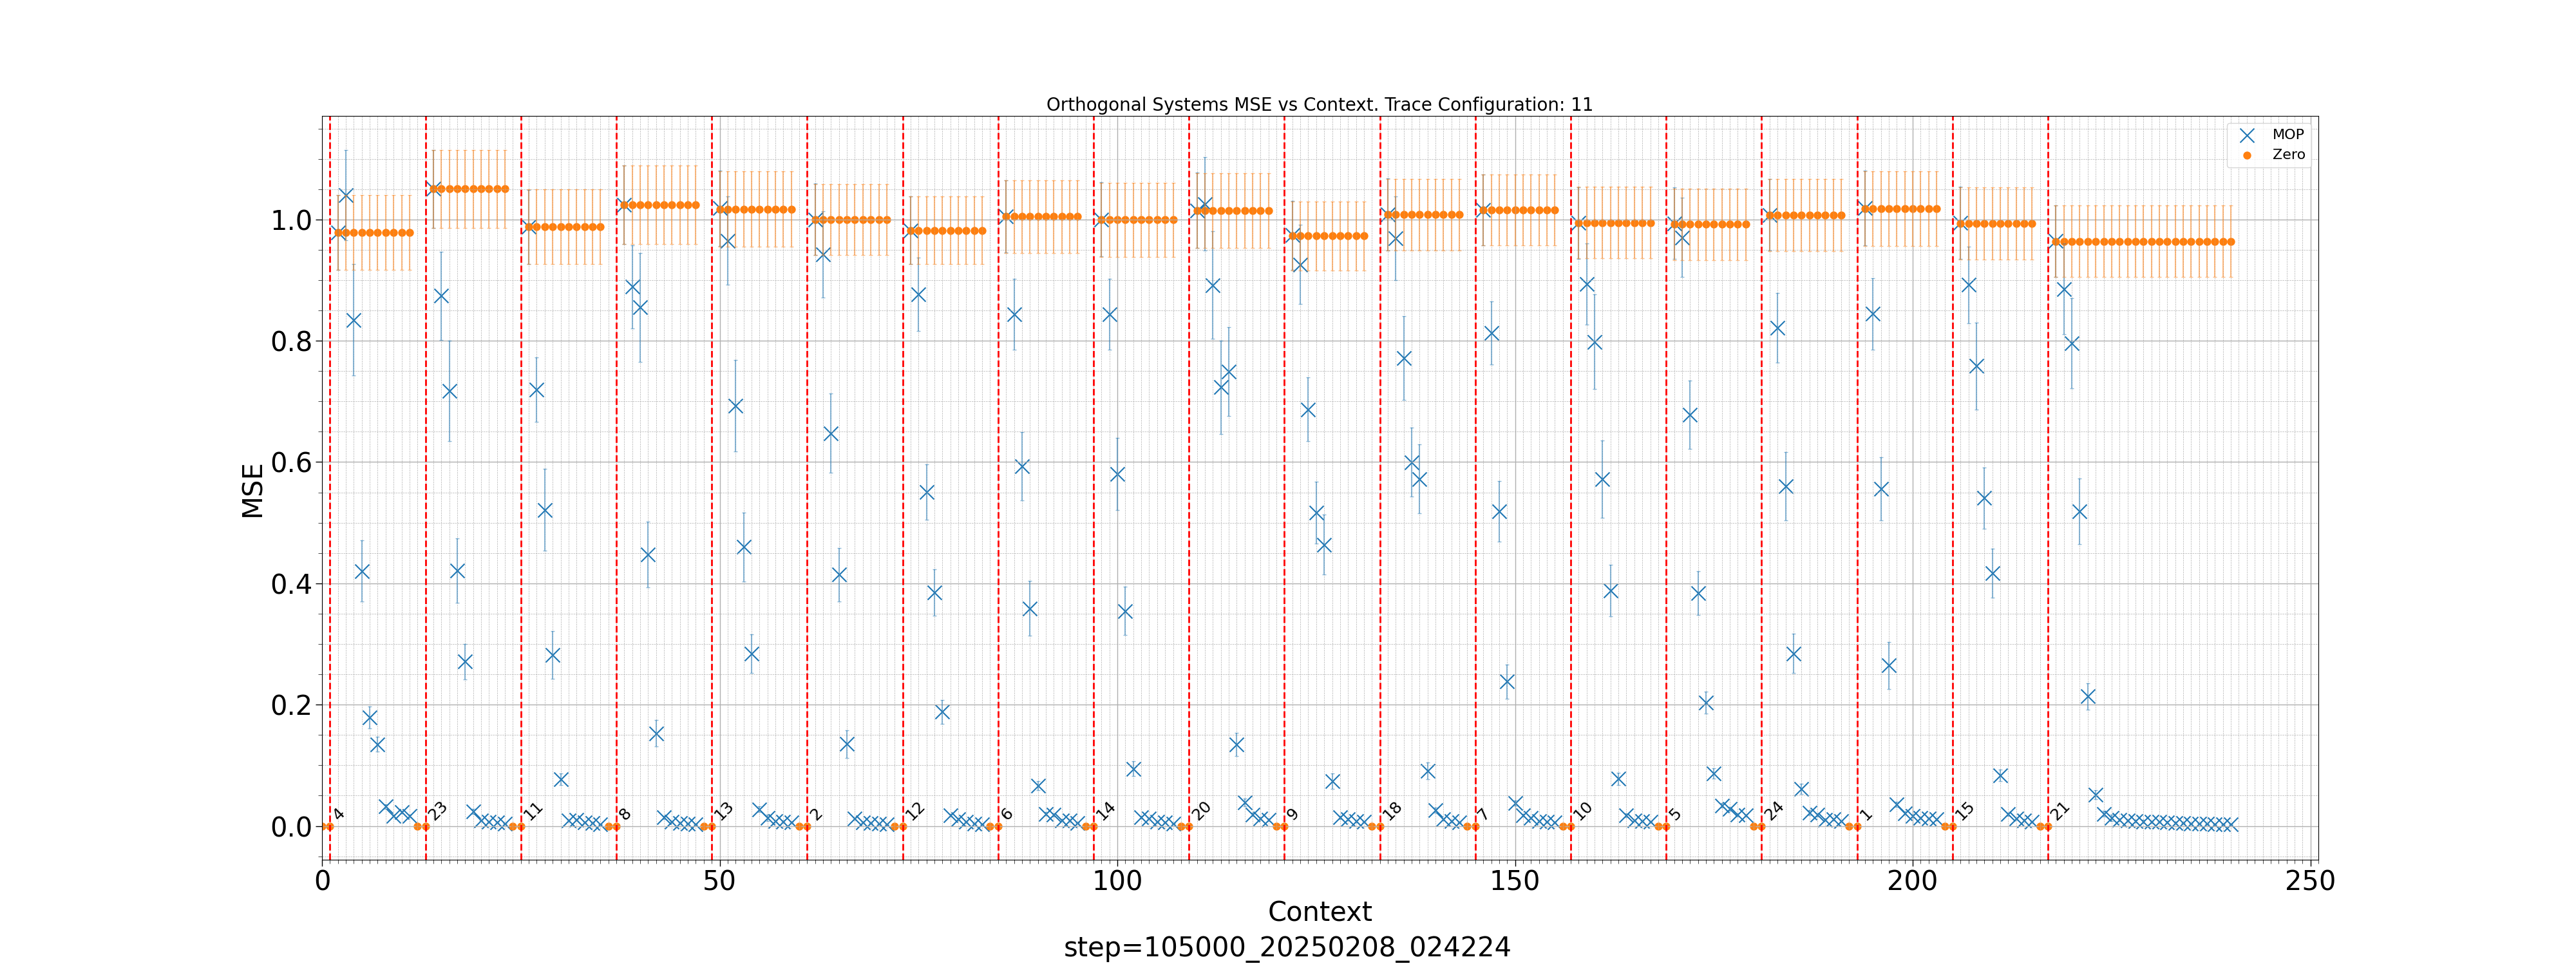 Orthogonal Systems MSE vs Context. Trace Configuration: 11
MOP
Zero
MSE
1.0
0.8
0.6
0.4
0.2
0.0
4 23 11 8 13 2 12 6 14 20 9 18 7 10 5 24 1 15 21
0 50 100 150 200 250
Context
step=105000_20250208_024224